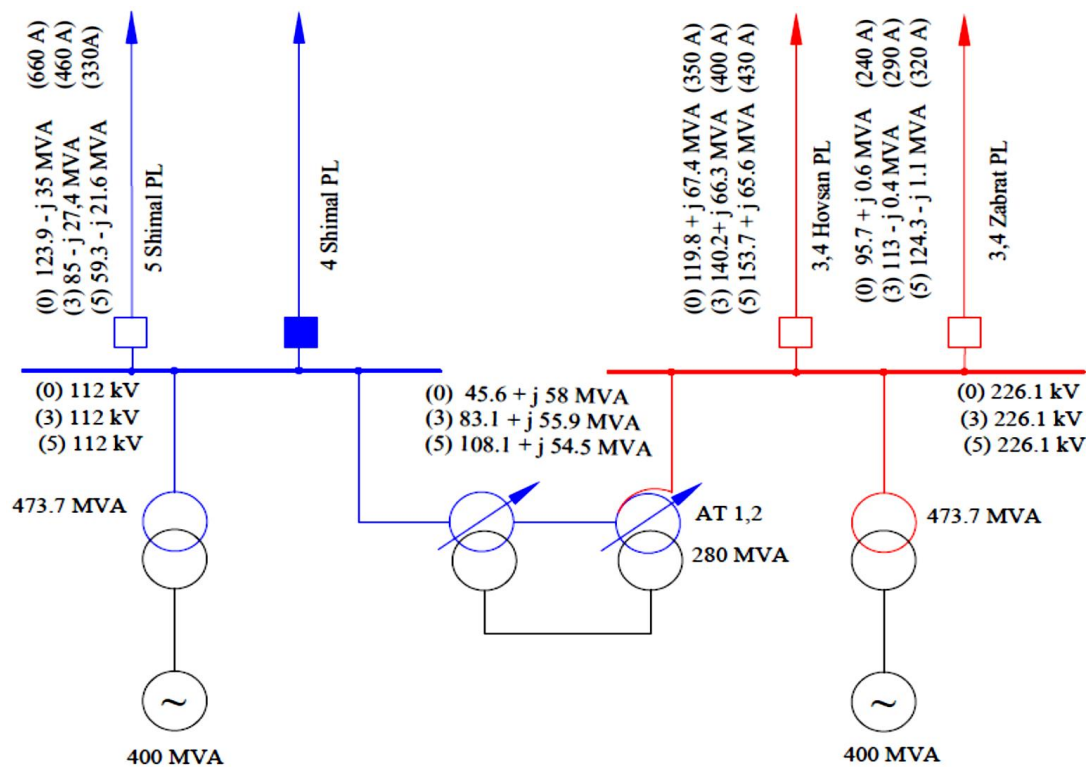 (0) 123.9 - j 35 MVA (660 A)
(3) 85 - j 27,4 MVA (460 A)
(5) 59.3 - j 21.6 MVA (330A)
5 Shimal PL
4 Shimal PL
(0) 119.8 + j 67.4 MVA (350 A)
(3) 140.2+ j 66.3 MVA (400 A)
(5) 153.7 + j 65.6 MVA (430 A)
3,4 Hovsan PL
(0) 95.7 + j 0.6 MVA (240 A)
(3) 113 - j 0.4 MVA (290 A)
(5) 124.3 - j 1.1 MVA (320 A)
3,4 Zabrat PL
(0) 112 kV
(3) 112 kV
(5) 112 kV
(0) 45.6 + j 58 MVA
(3) 83.1 + j 55.9 MVA
(5) 108.1 + j 54.5 MVA
(0) 226.1 kV
(3) 226.1 kV
(5) 226.1 kV
473.7 MVA
AT 1,2
280 MVA
473.7 MVA
~
400 MVA
~
400 MVA